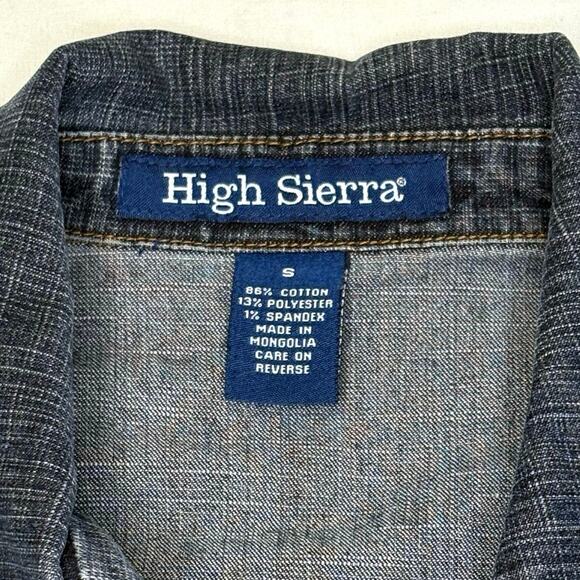 High Sierra®
S
86% COTTON
13% POLYESTER
1% SPANDEX
MADE IN
MONGOLIA
CARE ON
REVERSE